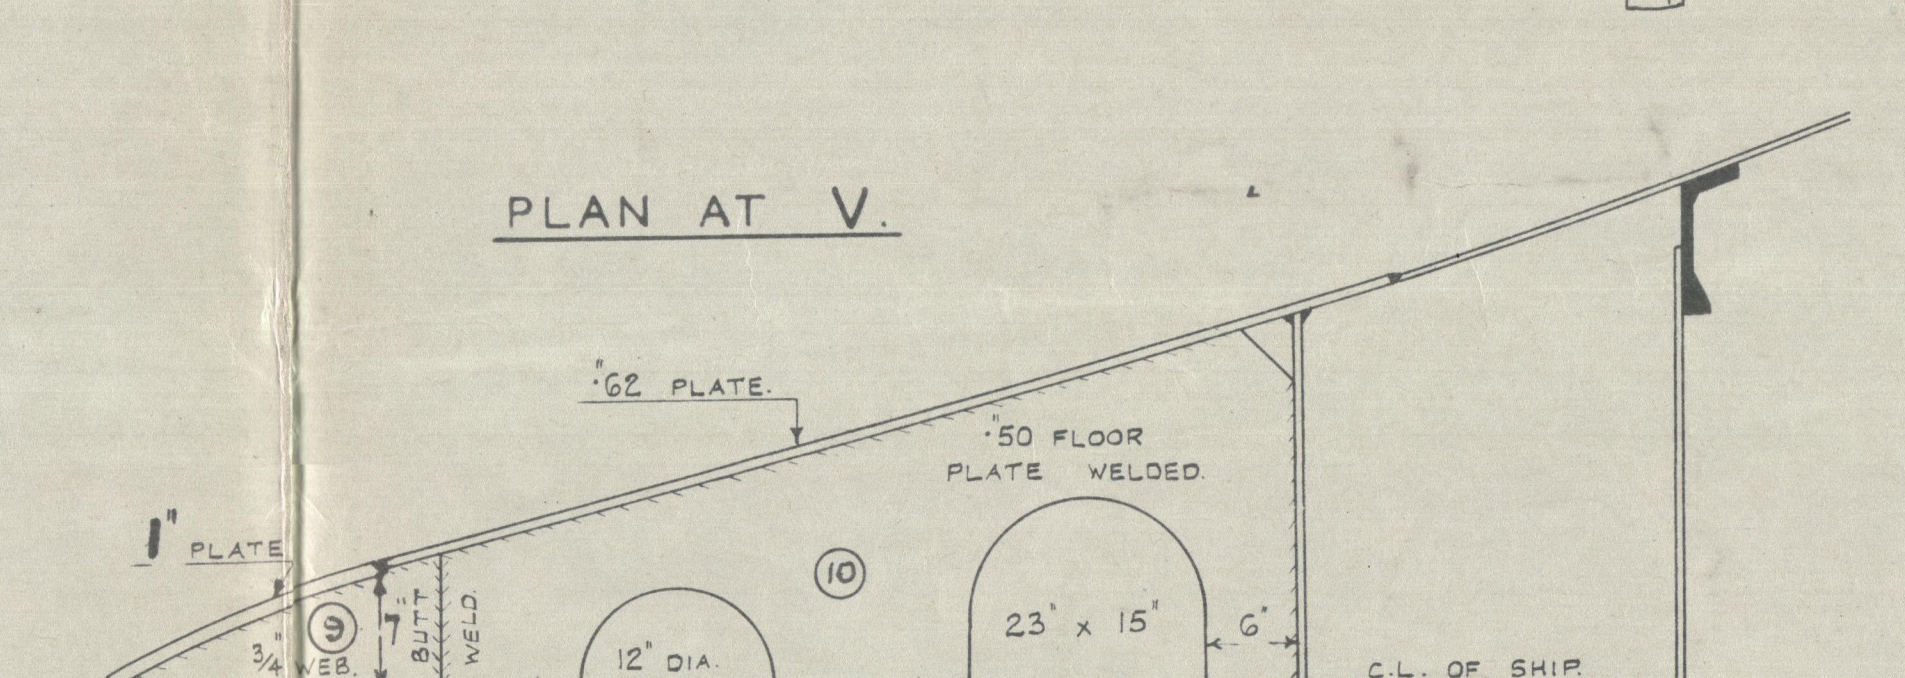 PLAN AT V.
·"62 PLATE.
·"50 FLOOR
PLATE WELDED.
1" PLATE
9
10
7"
BUTT
WELD.
3/4" WEB.
12" DIA.
23" x 15"
6"
C.L. OF SHIP.